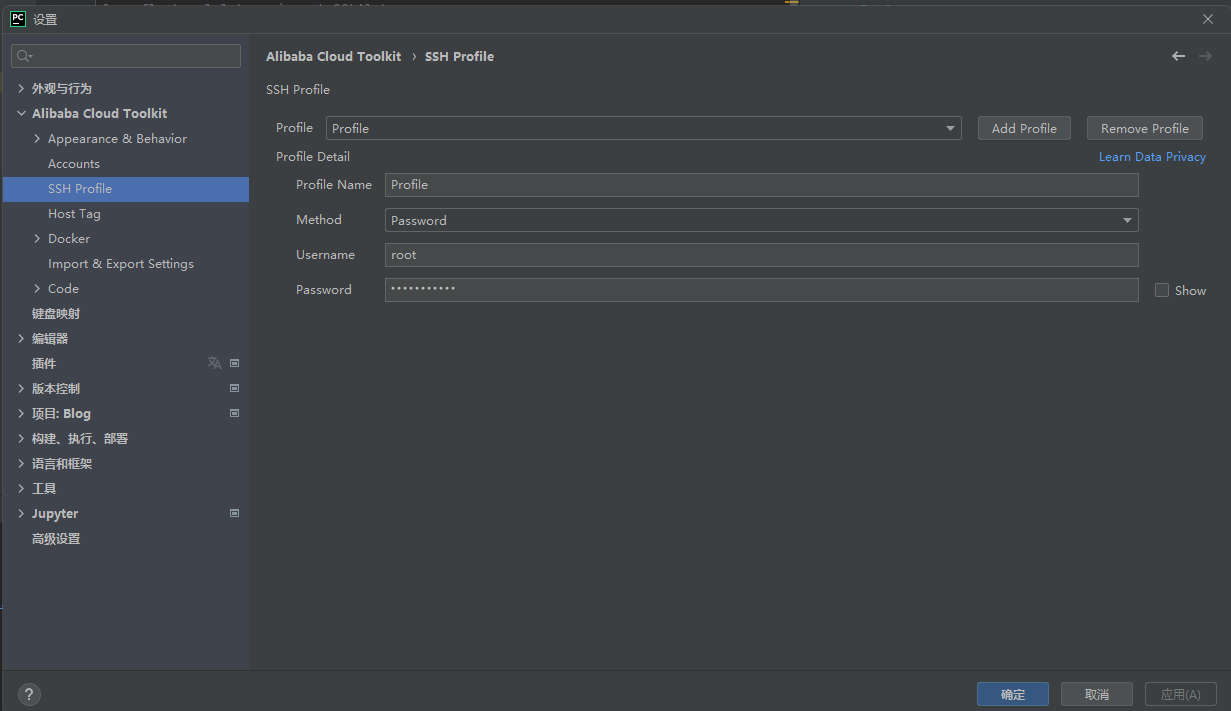 PC 设置
Alibaba Cloud Toolkit › SSH Profile
SSH Profile
外观与行为
Alibaba Cloud Toolkit
Appearance & Behavior
Accounts
SSH Profile
Host Tag
Docker
Import & Export Settings
Code
键盘映射
编辑器
插件
版本控制
项目: Blog
构建、执行、部署
语言和框架
工具
Jupyter
高级设置
Profile Profile Add Profile Remove Profile
Profile Detail Learn Data Privacy
Profile Name Profile
Method Password
Username root
Password ••••••••••• Show
? 确定 取消 应用(A)